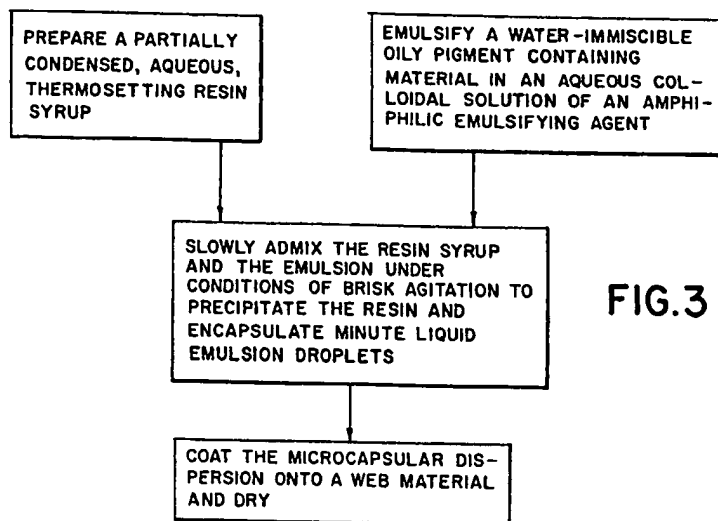 PREPARE A PARTIALLY
CONDENSED, AQUEOUS,
THERMOSETTING RESIN
SYRUP
EMULSIFY A WATER-IMMISCIBLE
OILY PIGMENT CONTAINING
MATERIAL IN AN AQUEOUS COL-
LOIDAL SOLUTION OF AN AMPHI-
PHILIC EMULSIFYING AGENT
SLOWLY ADMIX THE RESIN SYRUP
AND THE EMULSION UNDER
CONDITIONS OF BRISK AGITATION TO
PRECIPITATE THE RESIN AND
ENCAPSULATE MINUTE LIQUID
EMULSION DROPLETS
FIG.3
COAT THE MICROCAPSULAR DIS-
PERSION ONTO A WEB MATERIAL
AND DRY